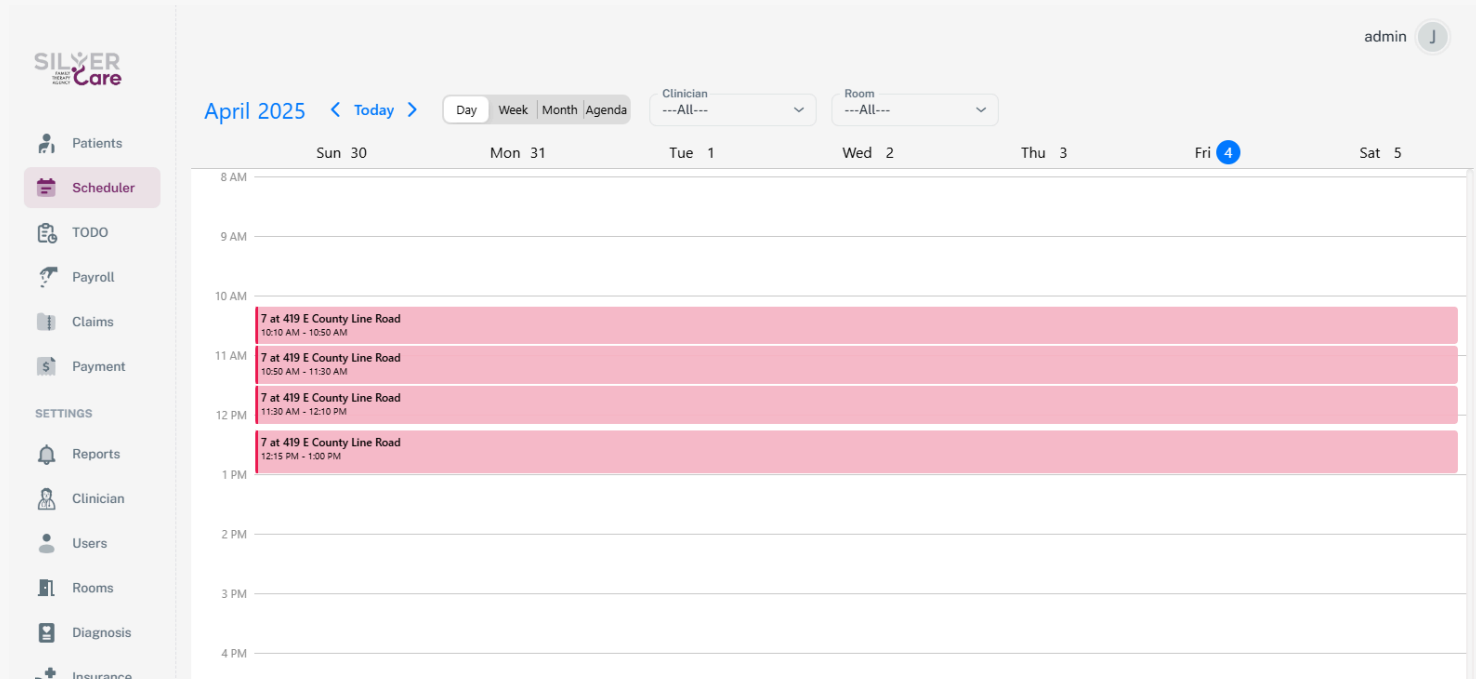 SILVER
FAMILY THERAPY AGENCY
Care
admin J
April 2025 Today Day Week Month Agenda
Clinician
---All---
Room
---All---
Sun 30 Mon 31 Tue 1 Wed 2 Thu 3 Fri 4 Sat 5
Patients
Scheduler
TODO
Payroll
Claims
Payment
SETTINGS
Reports
Clinician
Users
Rooms
Diagnosis
Insurance
8 AM
9 AM
10 AM
7 at 419 E County Line Road
10:10 AM - 10:50 AM
11 AM
7 at 419 E County Line Road
10:50 AM - 11:30 AM
7 at 419 E County Line Road
11:30 AM - 12:10 PM
12 PM
7 at 419 E County Line Road
12:15 PM - 1:00 PM
1 PM
2 PM
3 PM
4 PM